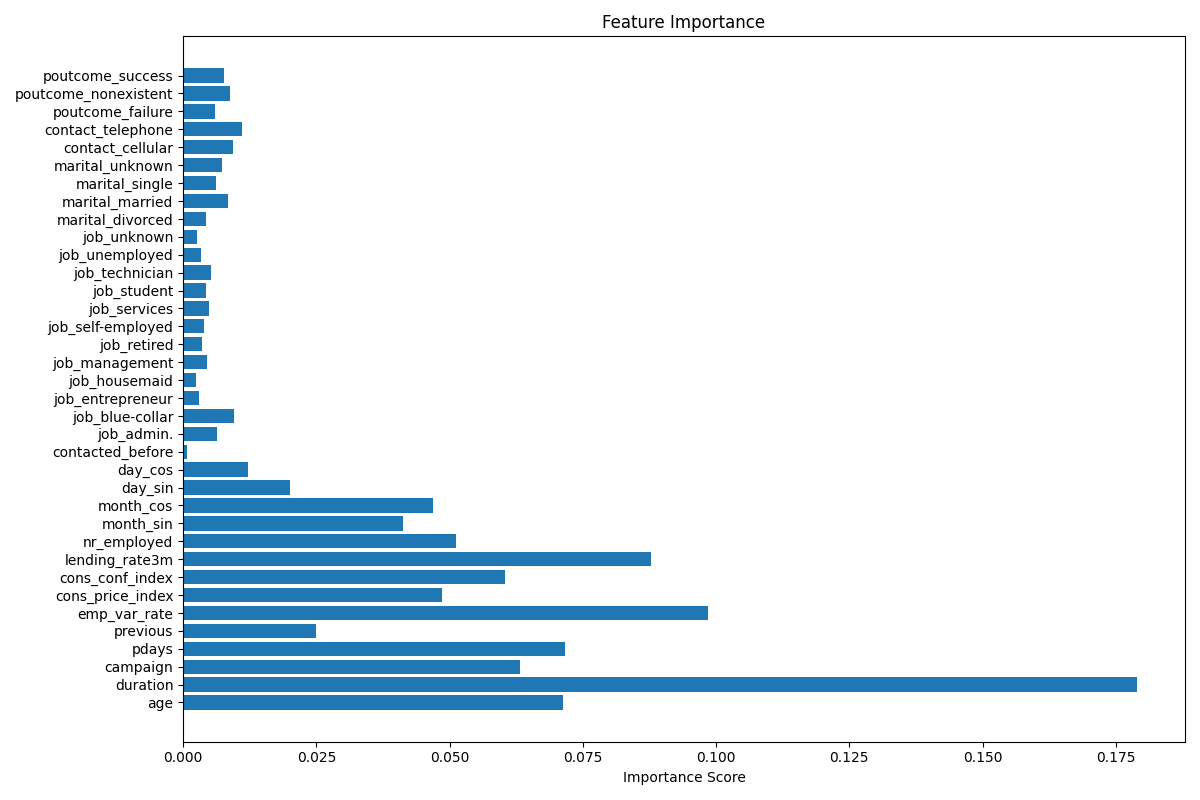 Feature Importance
poutcome_success
poutcome_nonexistent
poutcome_failure
contact_telephone
contact_cellular
marital_unknown
marital_single
marital_married
marital_divorced
job_unknown
job_unemployed
job_technician
job_student
job_services
job_self-employed
job_retired
job_management
job_housemaid
job_entrepreneur
job_blue-collar
job_admin.
contacted_before
day_cos
day_sin
month_cos
month_sin
nr_employed
lending_rate3m
cons_conf_index
cons_price_index
emp_var_rate
previous
pdays
campaign
duration
age
0.000 0.025 0.050 0.075 0.100 0.125 0.150 0.175
Importance Score